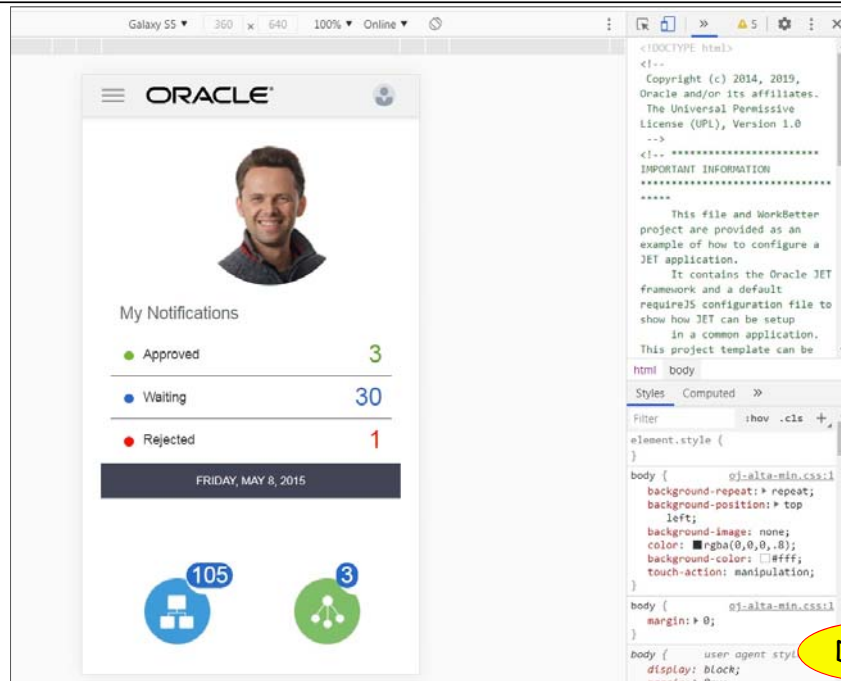 Galaxy S5 ▼ 360 x 640 100% ▼ Online ▼
» 5
ORACLE
My Notifications
Approved 3
Waiting 30
Rejected 1
FRIDAY, MAY 8, 2015
105
3
<!DOCTYPE html>
<!--
Copyright (c) 2014, 2019,
Oracle and/or its affiliates.
The Universal Permissive
License (UPL), Version 1.0
-->
<!-- *************************
IMPORTANT INFORMATION
********************************
*****
This file and WorkBetter
project are provided as an
example of how to configure a
JET application.
It contains the Oracle JET
framework and a default
requireJS configuration file to
show how JET can be setup
in a common application.
This project template can be
html body
Styles Computed »
Filter :hov .cls +
element.style {
}
body { oj-alta-min.css:1
background-repeat: ▶ repeat;
background-position: ▶ top
left;
background-image: none;
color: rgba(0,0,0,.8);
background-color: #fff;
touch-action: manipulation;
}
body { oj-alta-min.css:1
margin: ▶ 0;
}
body { user agent
display: block;